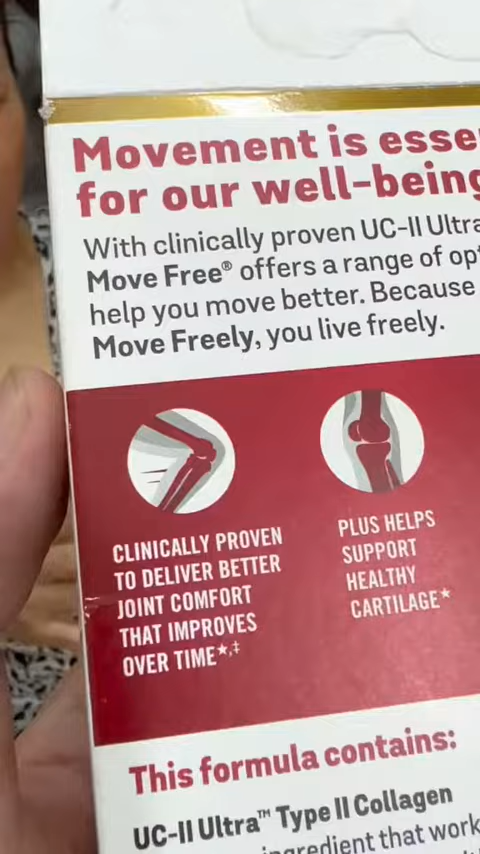 Movement is esse
for our well-being
With clinically proven UC-II Ultra
Move Free® offers a range of op
help you move better. Because
Move Freely, you live freely.
CLINICALLY PROVEN
TO DELIVER BETTER
JOINT COMFORT
THAT IMPROVES
OVER TIME*,‡
PLUS HELPS
SUPPORT
HEALTHY
CARTILAGE*
This formula contains:
UC-II Ultra™ Type II Collagen
ingredient that work